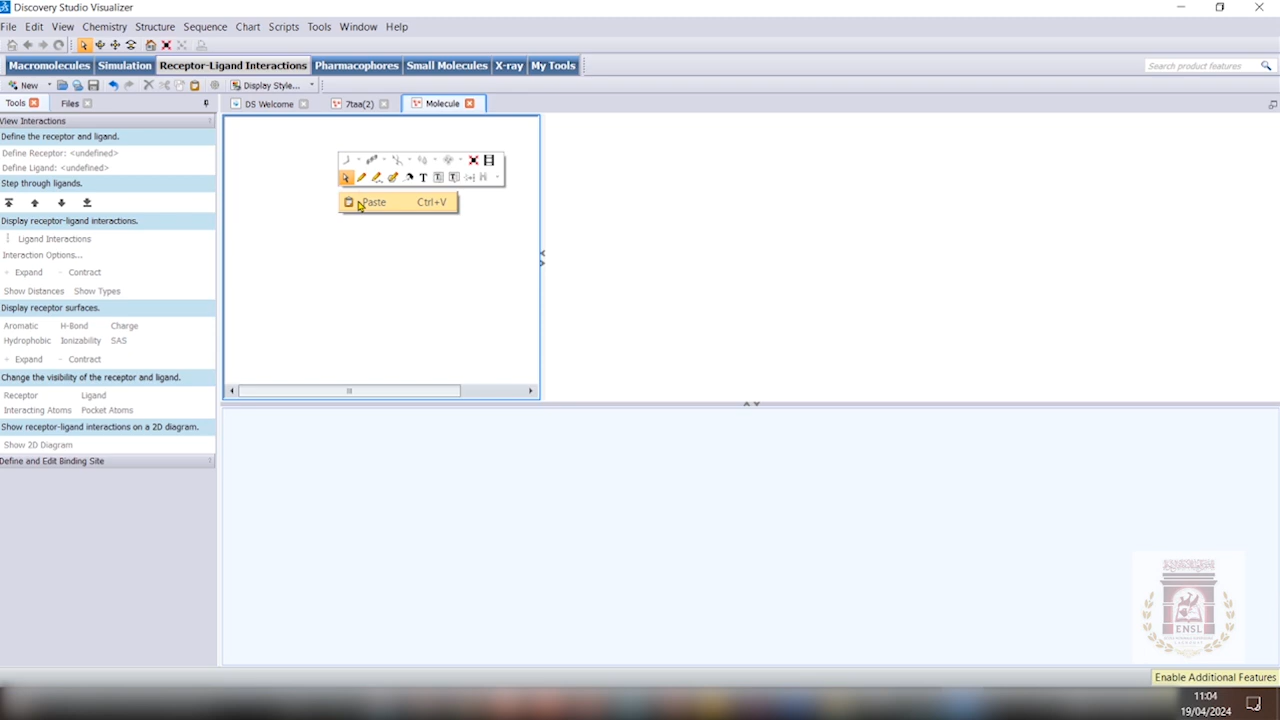 Discovery Studio Visualizer
File Edit View Chemistry Structure Sequence Chart Scripts Tools Window Help
Macromolecules Simulation Receptor-Ligand Interactions Pharmacophores Small Molecules X-ray My Tools
Search product features
New
Display Style...
Tools Files
DS Welcome 7taa(2) Molecule
View Interactions
Define the receptor and ligand.
Define Receptor: <undefined>
Define Ligand: <undefined>
Step through ligands.
Display receptor-ligand interactions.
Ligand Interactions
Interaction Options...
+ Expand - Contract
Show Distances Show Types
Display receptor surfaces.
Aromatic H-Bond Charge
Hydrophobic Ionizability SAS
+ Expand - Contract
Change the visibility of the receptor and ligand.
Receptor Ligand
Interacting Atoms Pocket Atoms
Show receptor-ligand interactions on a 2D diagram.
Show 2D Diagram
Define and Edit Binding Site
Paste Ctrl+V
ENSL
Enable Additional Features
11:04
19/04/2024